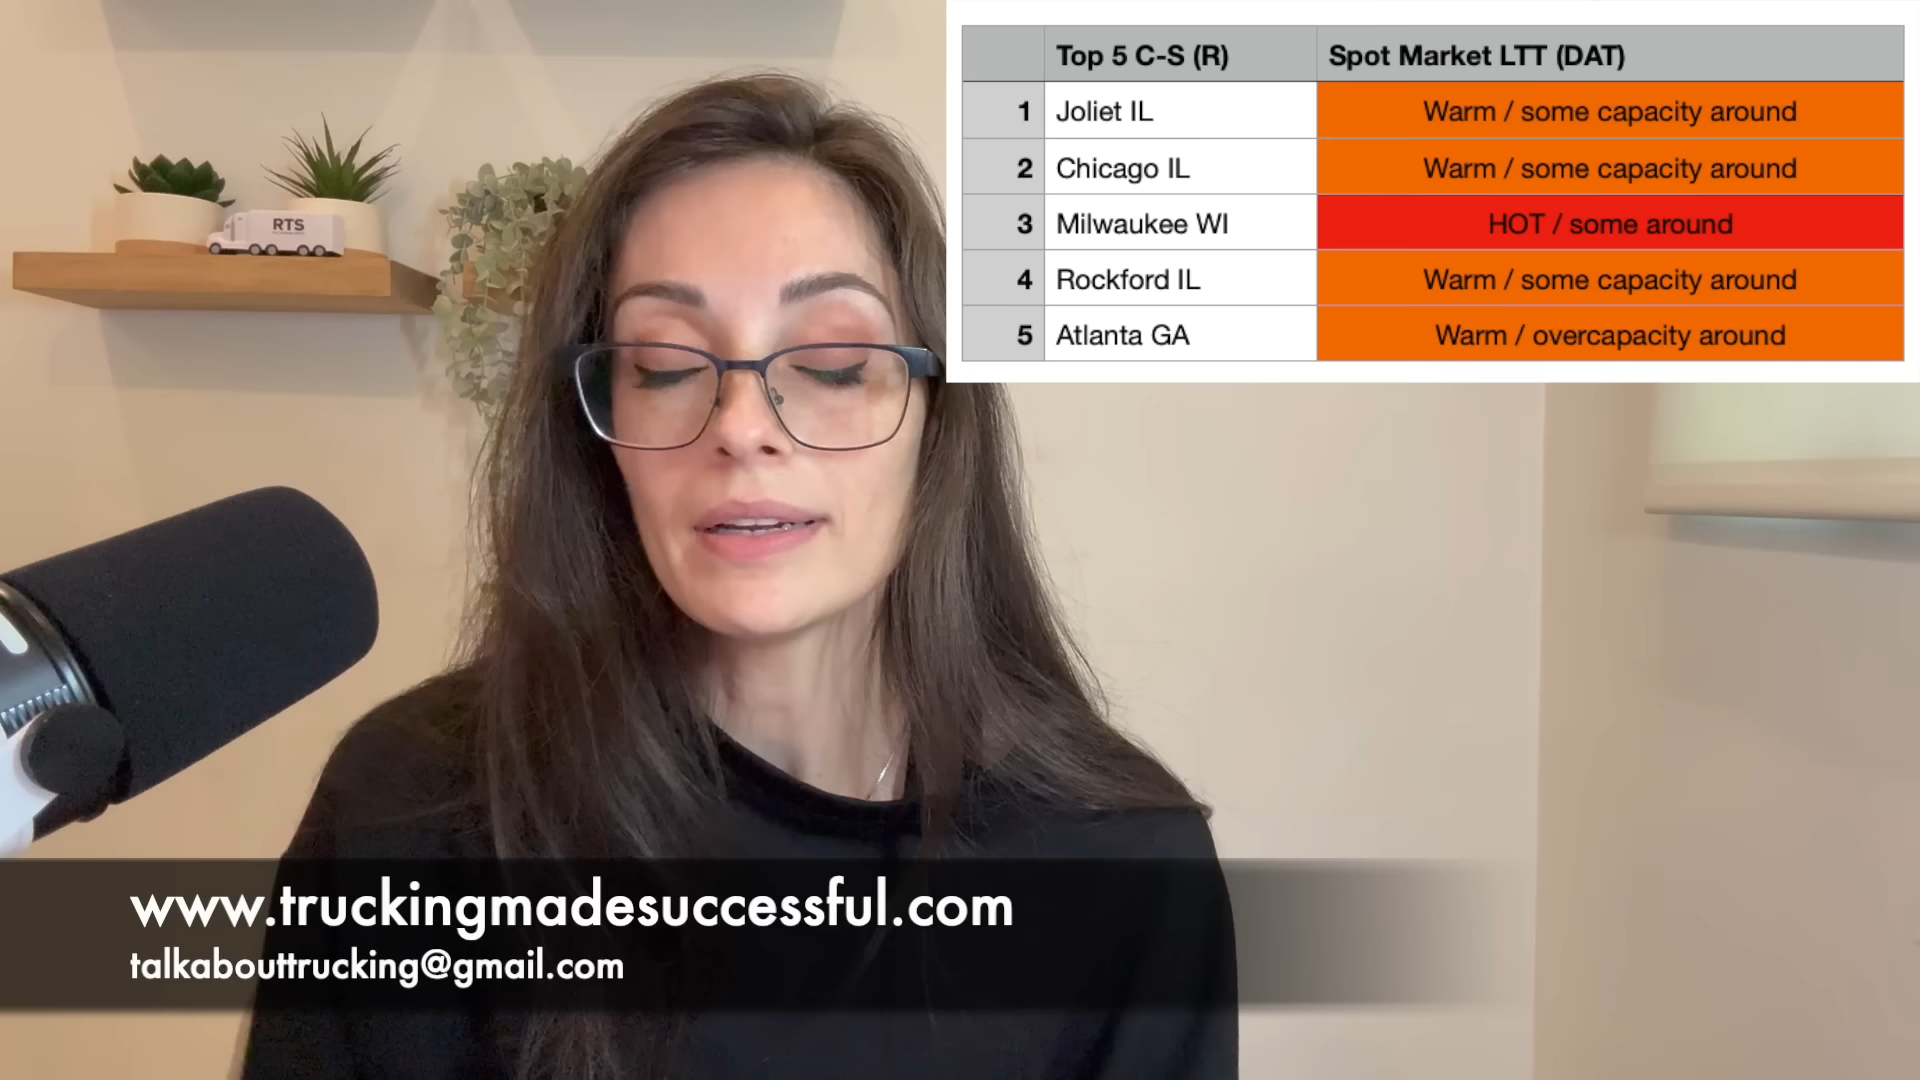 Top 5 C-S (R) Spot Market LTT (DAT)
1 Joliet IL Warm / some capacity around
2 Chicago IL Warm / some capacity around
3 Milwaukee WI HOT / some around
4 Rockford IL Warm / some capacity around
5 Atlanta GA Warm / overcapacity around
RTS
www.truckingmadesuccessful.com
talkabouttrucking@gmail.com